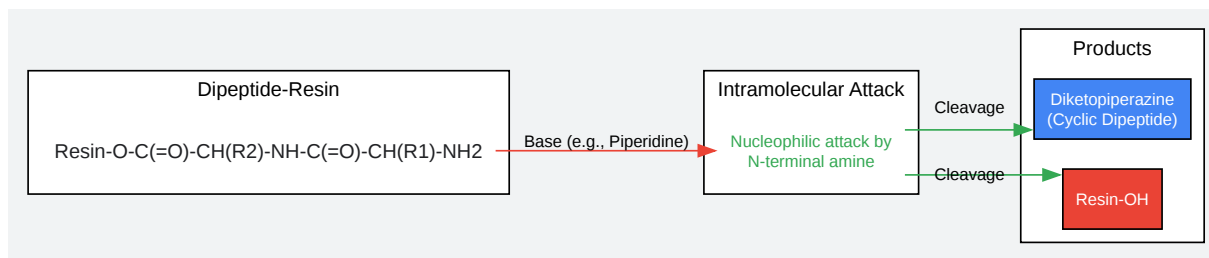 Dipeptide-Resin
Resin-O-C(=O)-CH(R2)-NH-C(=O)-CH(R1)-NH2
Base (e.g., Piperidine)
Intramolecular Attack
Nucleophilic attack by
N-terminal amine
Cleavage
Cleavage
Products
Diketopiperazine
(Cyclic Dipeptide)
Resin-OH